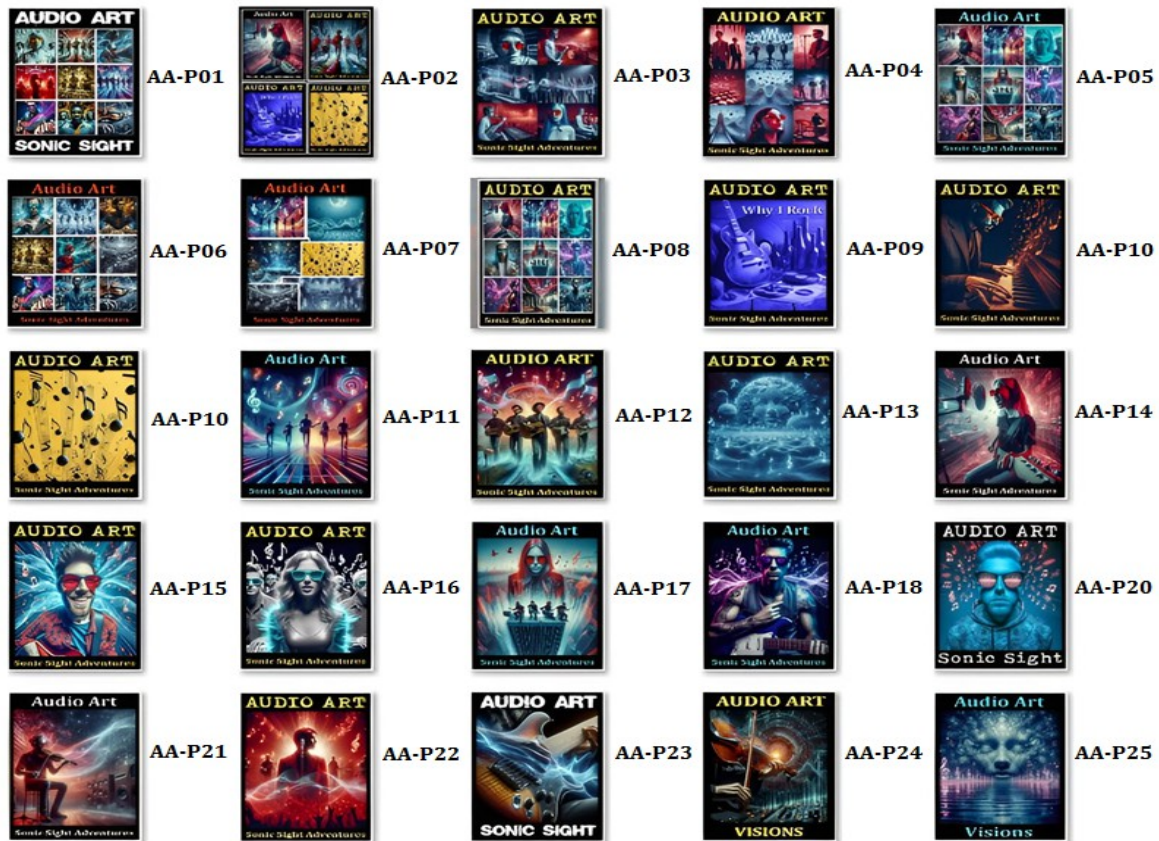 AUDIO ART
SONIC SIGHT
AA-P01
Audio Art
AUDIO ART
AUDIO ART
AUDIO ART
Why I Rock
AA-P02
AUDIO ART
Sonic Sight Adventures
AA-P03
AUDIO ART
Sonic Sight Adventures
AA-P04
Audio Art
Sonic Sight Adventures
AA-P05
Audio Art
Sonic Sight Adventures
AA-P06
Audio Art
Sonic Sight Adventures
AA-P07
AUDIO ART
Sonic Sight Adventures
AA-P08
AUDIO ART
Why I Rock
Sonic Sight Adventures
AA-P09
AUDIO ART
Sonic Sight Adventures
AA-P10
AUDIO ART
Sonic Sight Adventures
AA-P10
Audio Art
Sonic Sight Adventures
AA-P11
AUDIO ART
Sonic Sight Adventures
AA-P12
AUDIO ART
Sonic Sight Adventures
AA-P13
Audio Art
Sonic Sight Adventures
AA-P14
AUDIO ART
Sonic Sight Adventures
AA-P15
AUDIO ART
Sonic Sight Adventures
AA-P16
Audio Art
Sonic Sight Adventures
AA-P17
Audio Art
Sonic Sight Adventures
AA-P18
AUDIO ART
Sonic Sight
AA-P20
Audio Art
Sonic Sight Adventures
AA-P21
AUDIO ART
Sonic Sight Adventures
AA-P22
AUDIO ART
SONIC SIGHT
AA-P23
AUDIO ART
VISIONS
AA-P24
Audio Art
Visions
AA-P25